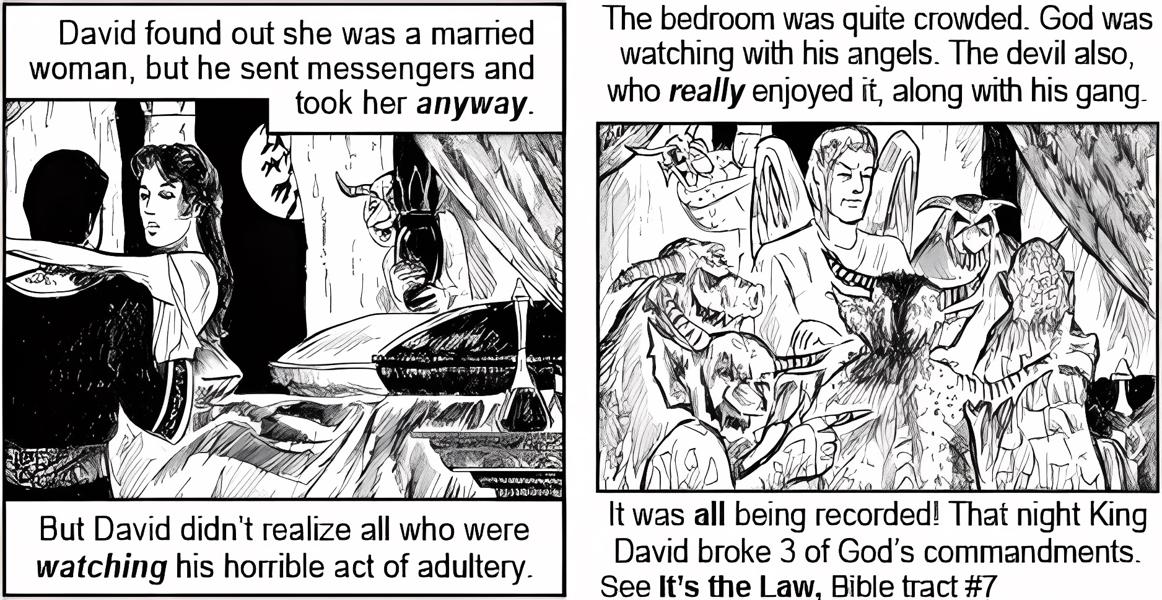 David found out she was a married
woman, but he sent messengers and
took her anyway.
But David didn't realize all who were
watching his horrible act of adultery.
The bedroom was quite crowded. God was
watching with his angels. The devil also,
who really enjoyed it, along with his gang.
It was all being recorded! That night King
David broke 3 of God's commandments.
See It's the Law, Bible tract #7